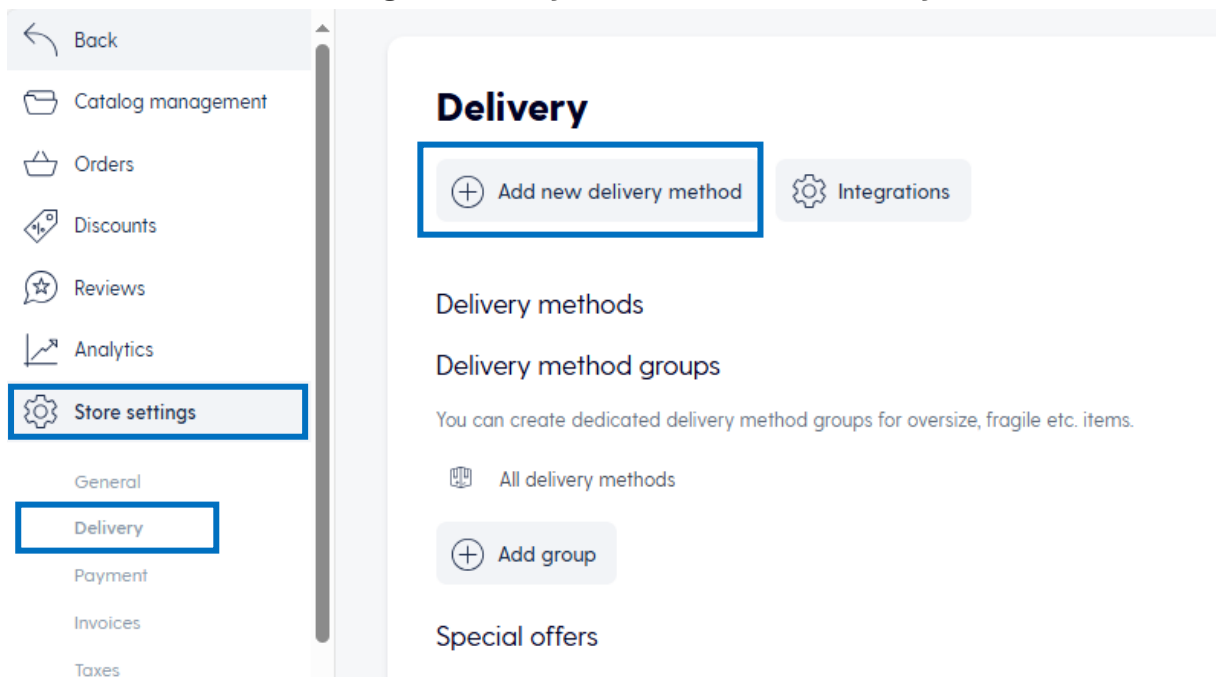 Back
Catalog management
Orders
Discounts
Reviews
Analytics
Store settings
General
Delivery
Payment
Invoices
Taxes
Delivery
Add new delivery method
Integrations
Delivery methods
Delivery method groups
You can create dedicated delivery method groups for oversize, fragile etc. items.
All delivery methods
Add group
Special offers